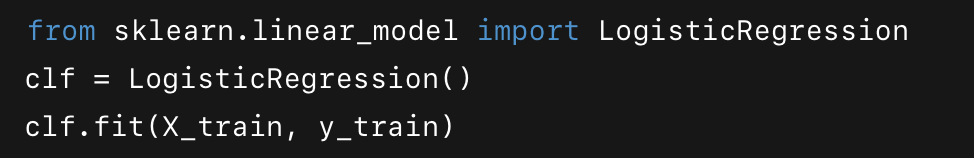 from sklearn.linear_model import LogisticRegression
clf = LogisticRegression()
clf.fit(X_train, y_train)